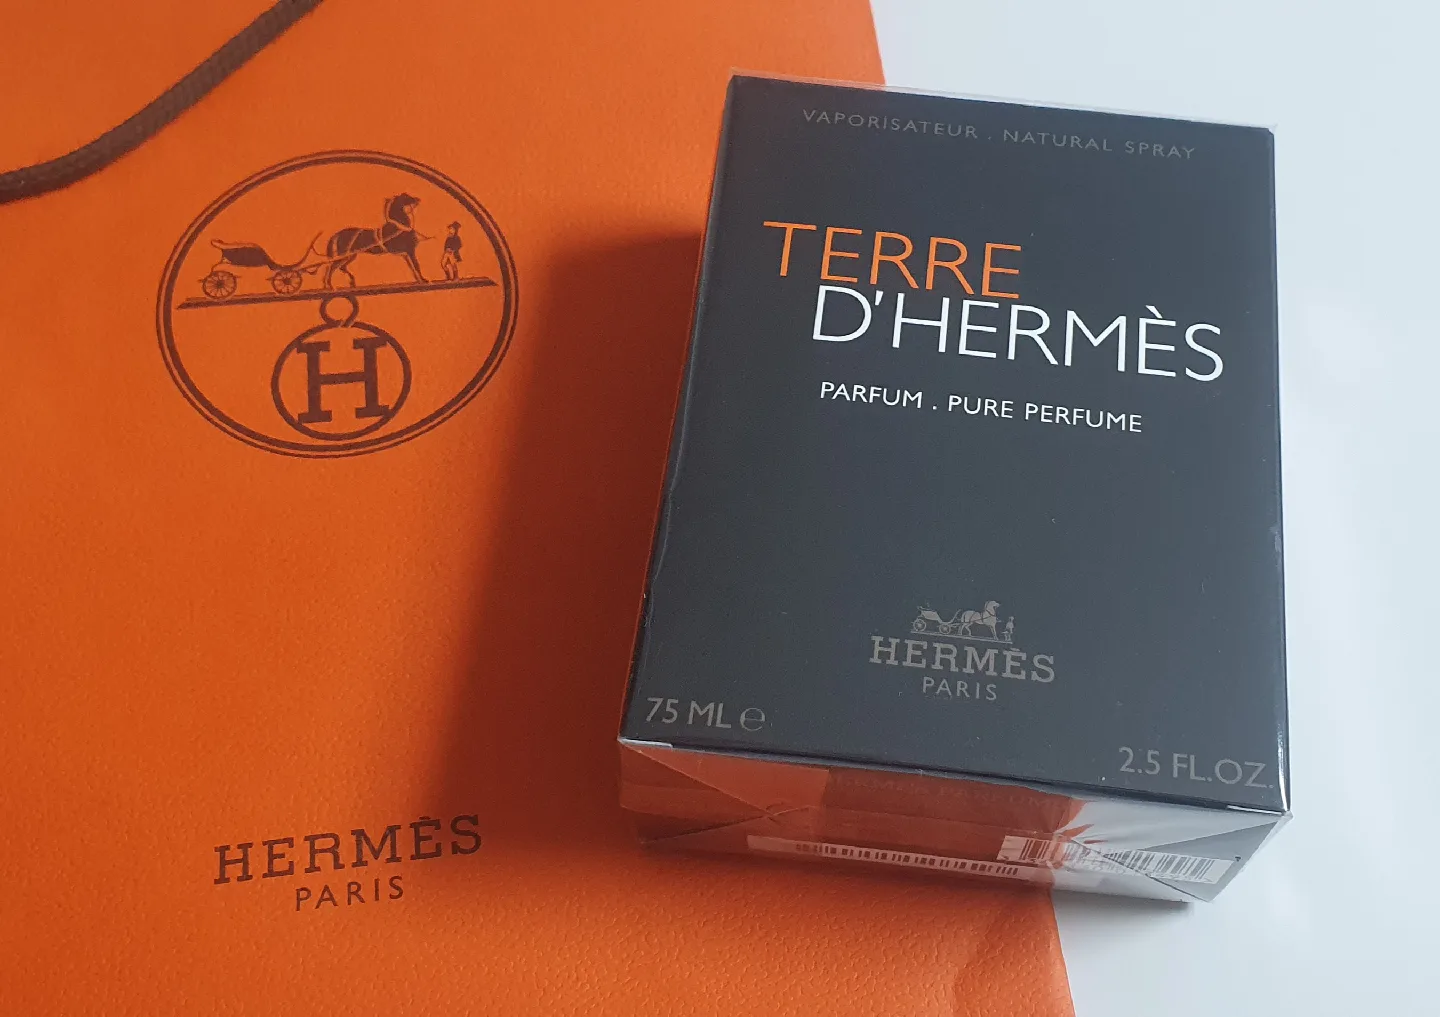 H
HERMÈS
PARIS
VAPORISATEUR . NATURAL SPRAY
TERRE
D'HERMÈS
PARFUM . PURE PERFUME
HERMÈS
PARIS
75 ML ℮
2.5 FL.OZ.